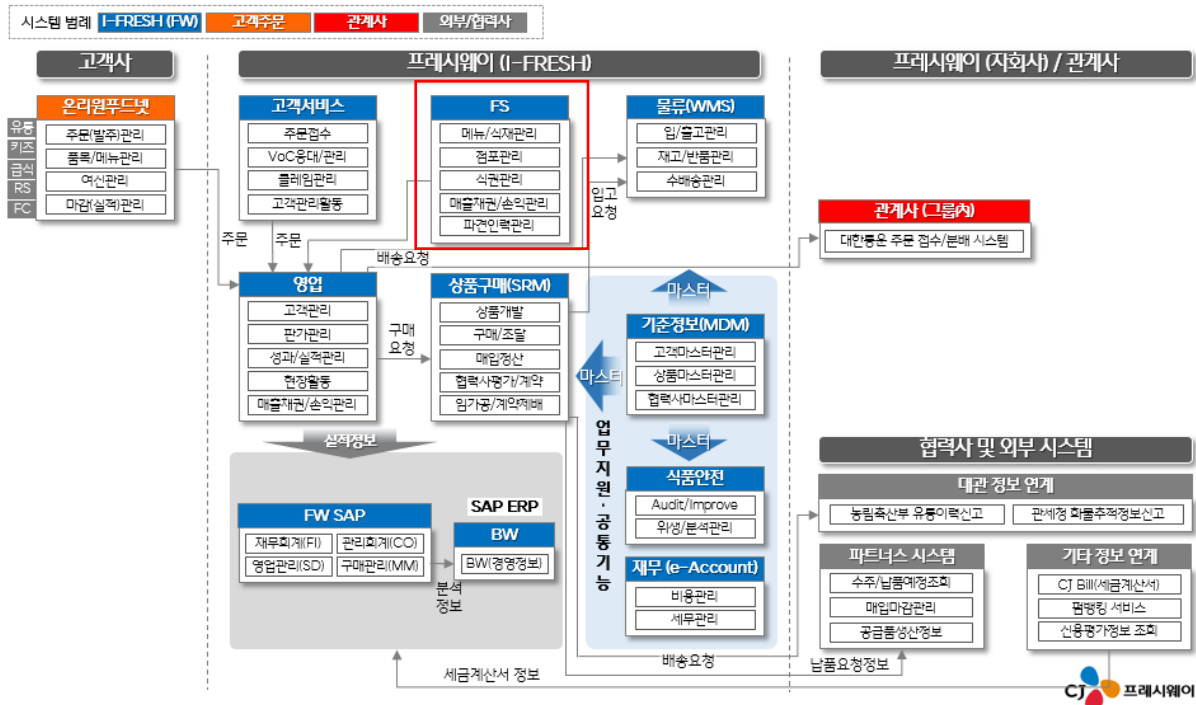 시스템 범례
I-FRESH (FW)
고객주문
관계사
외부/협력사
고객사
프레시웨이 (I-FRESH)
프레시웨이 (자회사) / 관계사
온리원푸드넷
유통
키즈
급식
RS
FC
주문(발주)관리
품목/메뉴관리
여신관리
마감(실적)관리
고객서비스
주문접수
VoC응대/관리
클레임관리
고객관리활동
FS
메뉴/식재관리
점포관리
식권관리
매출채권/손익관리
파견인력관리
물류(WMS)
입/출고관리
재고/반품관리
수배송관리
입고
요청
주문
주문
배송요청
관계사 (그룹內)
대한통운 주문 접수/분배 시스템
영업
고객관리
판가관리
성과/실적관리
현장활동
매출채권/손익관리
구매
요청
상품구매(SRM)
상품개발
구매/조달
매입정산
협력사평가/계약
임가공/계약재배
마스터
기준정보(MDM)
고객마스터관리
상품마스터관리
협력사마스터관리
마스터
마스터
업무지원·공통기능
식품안전
Audit/Improve
위생/분석관리
재무 (e-Account)
비용관리
세무관리
실적정보
SAP ERP
FW SAP
재무회계(FI)
관리회계(CO)
영업관리(SD)
구매관리(MM)
BW
BW(경영정보)
분석
정보
협력사 및 외부 시스템
대관 정보 연계
농림축산부 유통이력신고
관세청 화물추적정보신고
파트너스 시스템
수주/납품예정조회
매입마감관리
공급품생산정보
기타 정보 연계
CJ Bill(세금계산서)
펌뱅킹 서비스
신용평가정보 조회
배송요청
납품요청정보
세금계산서 정보
CJ 프레시웨이